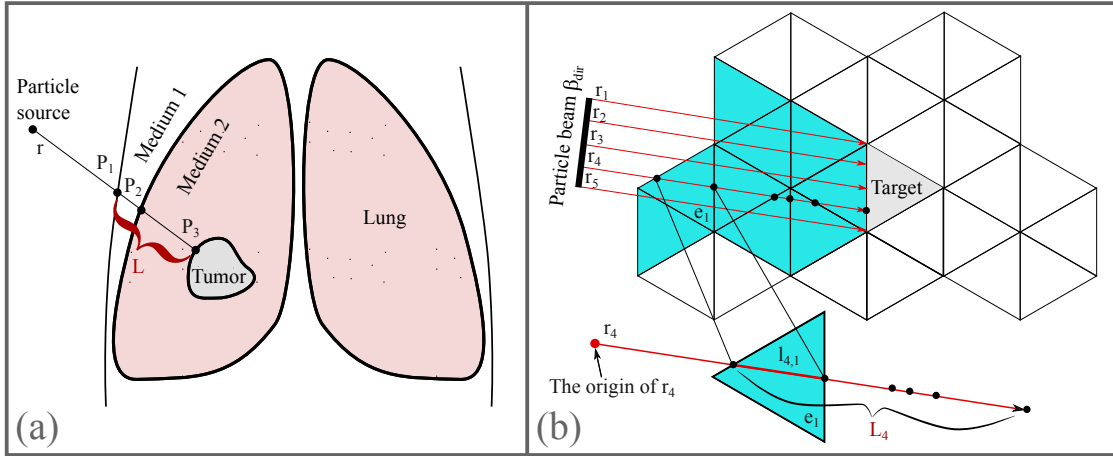 Particle
source
r
P1
P2
P3
Medium 1
Medium 2
L
Tumor
Lung
(a)
Particle beam βdir
r1
r2
r3
r4
r5
e1
Target
r4
l4,1
The origin of r4
e1
L4
(b)